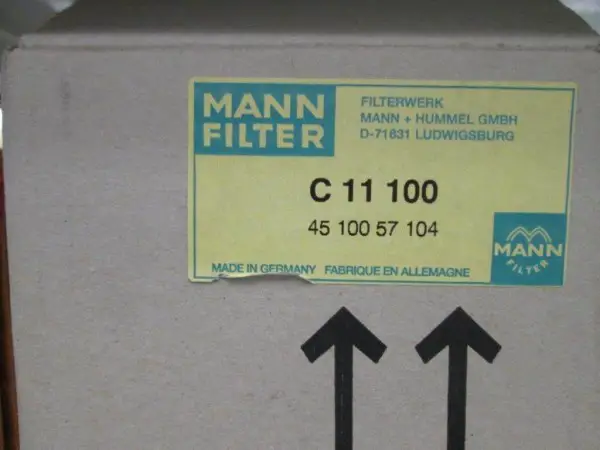 MANN
FILTER
FILTERWERK
MANN + HUMMEL GMBH
D-71631 LUDWIGSBURG
C 11 100
45 100 57 104
MANN
FILTER
MADE IN GERMANY FABRIQUE EN ALLEMAGNE